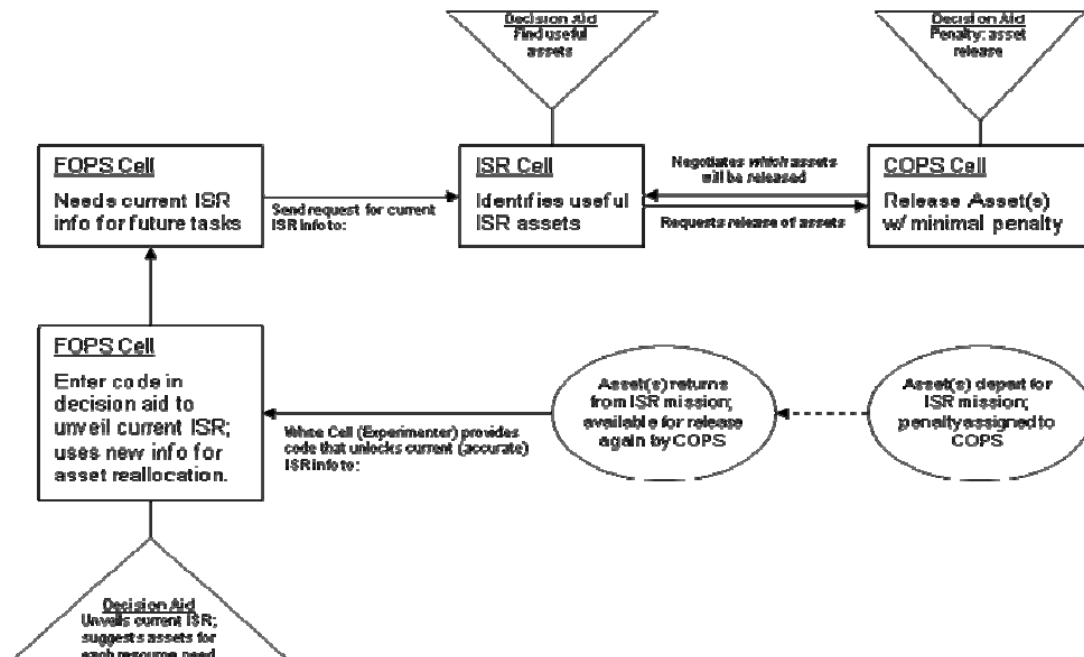 Decision Aid
Find useful
assets
Decision Aid
Penalty: asset
release
FOPS Cell
Needs current ISR
info for future tasks
Send request for current
ISR info to:
ISR Cell
Identifies useful
ISR assets
Negotiates which assets
will be released
Requests release of assets
COPS Cell
Release Asset(s)
w/ minimal penalty
FOPS Cell
Enter code in
decision aid to
unveil current ISR;
uses new info for
asset reallocation.
White Cell (Experimenter) provides
code that unlocks current (accurate)
ISR info to:
Asset(s) returns
from ISR mission;
available for release
again by COPS
Asset(s) depart for
ISR mission;
penalty assigned to
COPS
Decision Aid
Unveils current ISR;
suggests assets for
each resource need